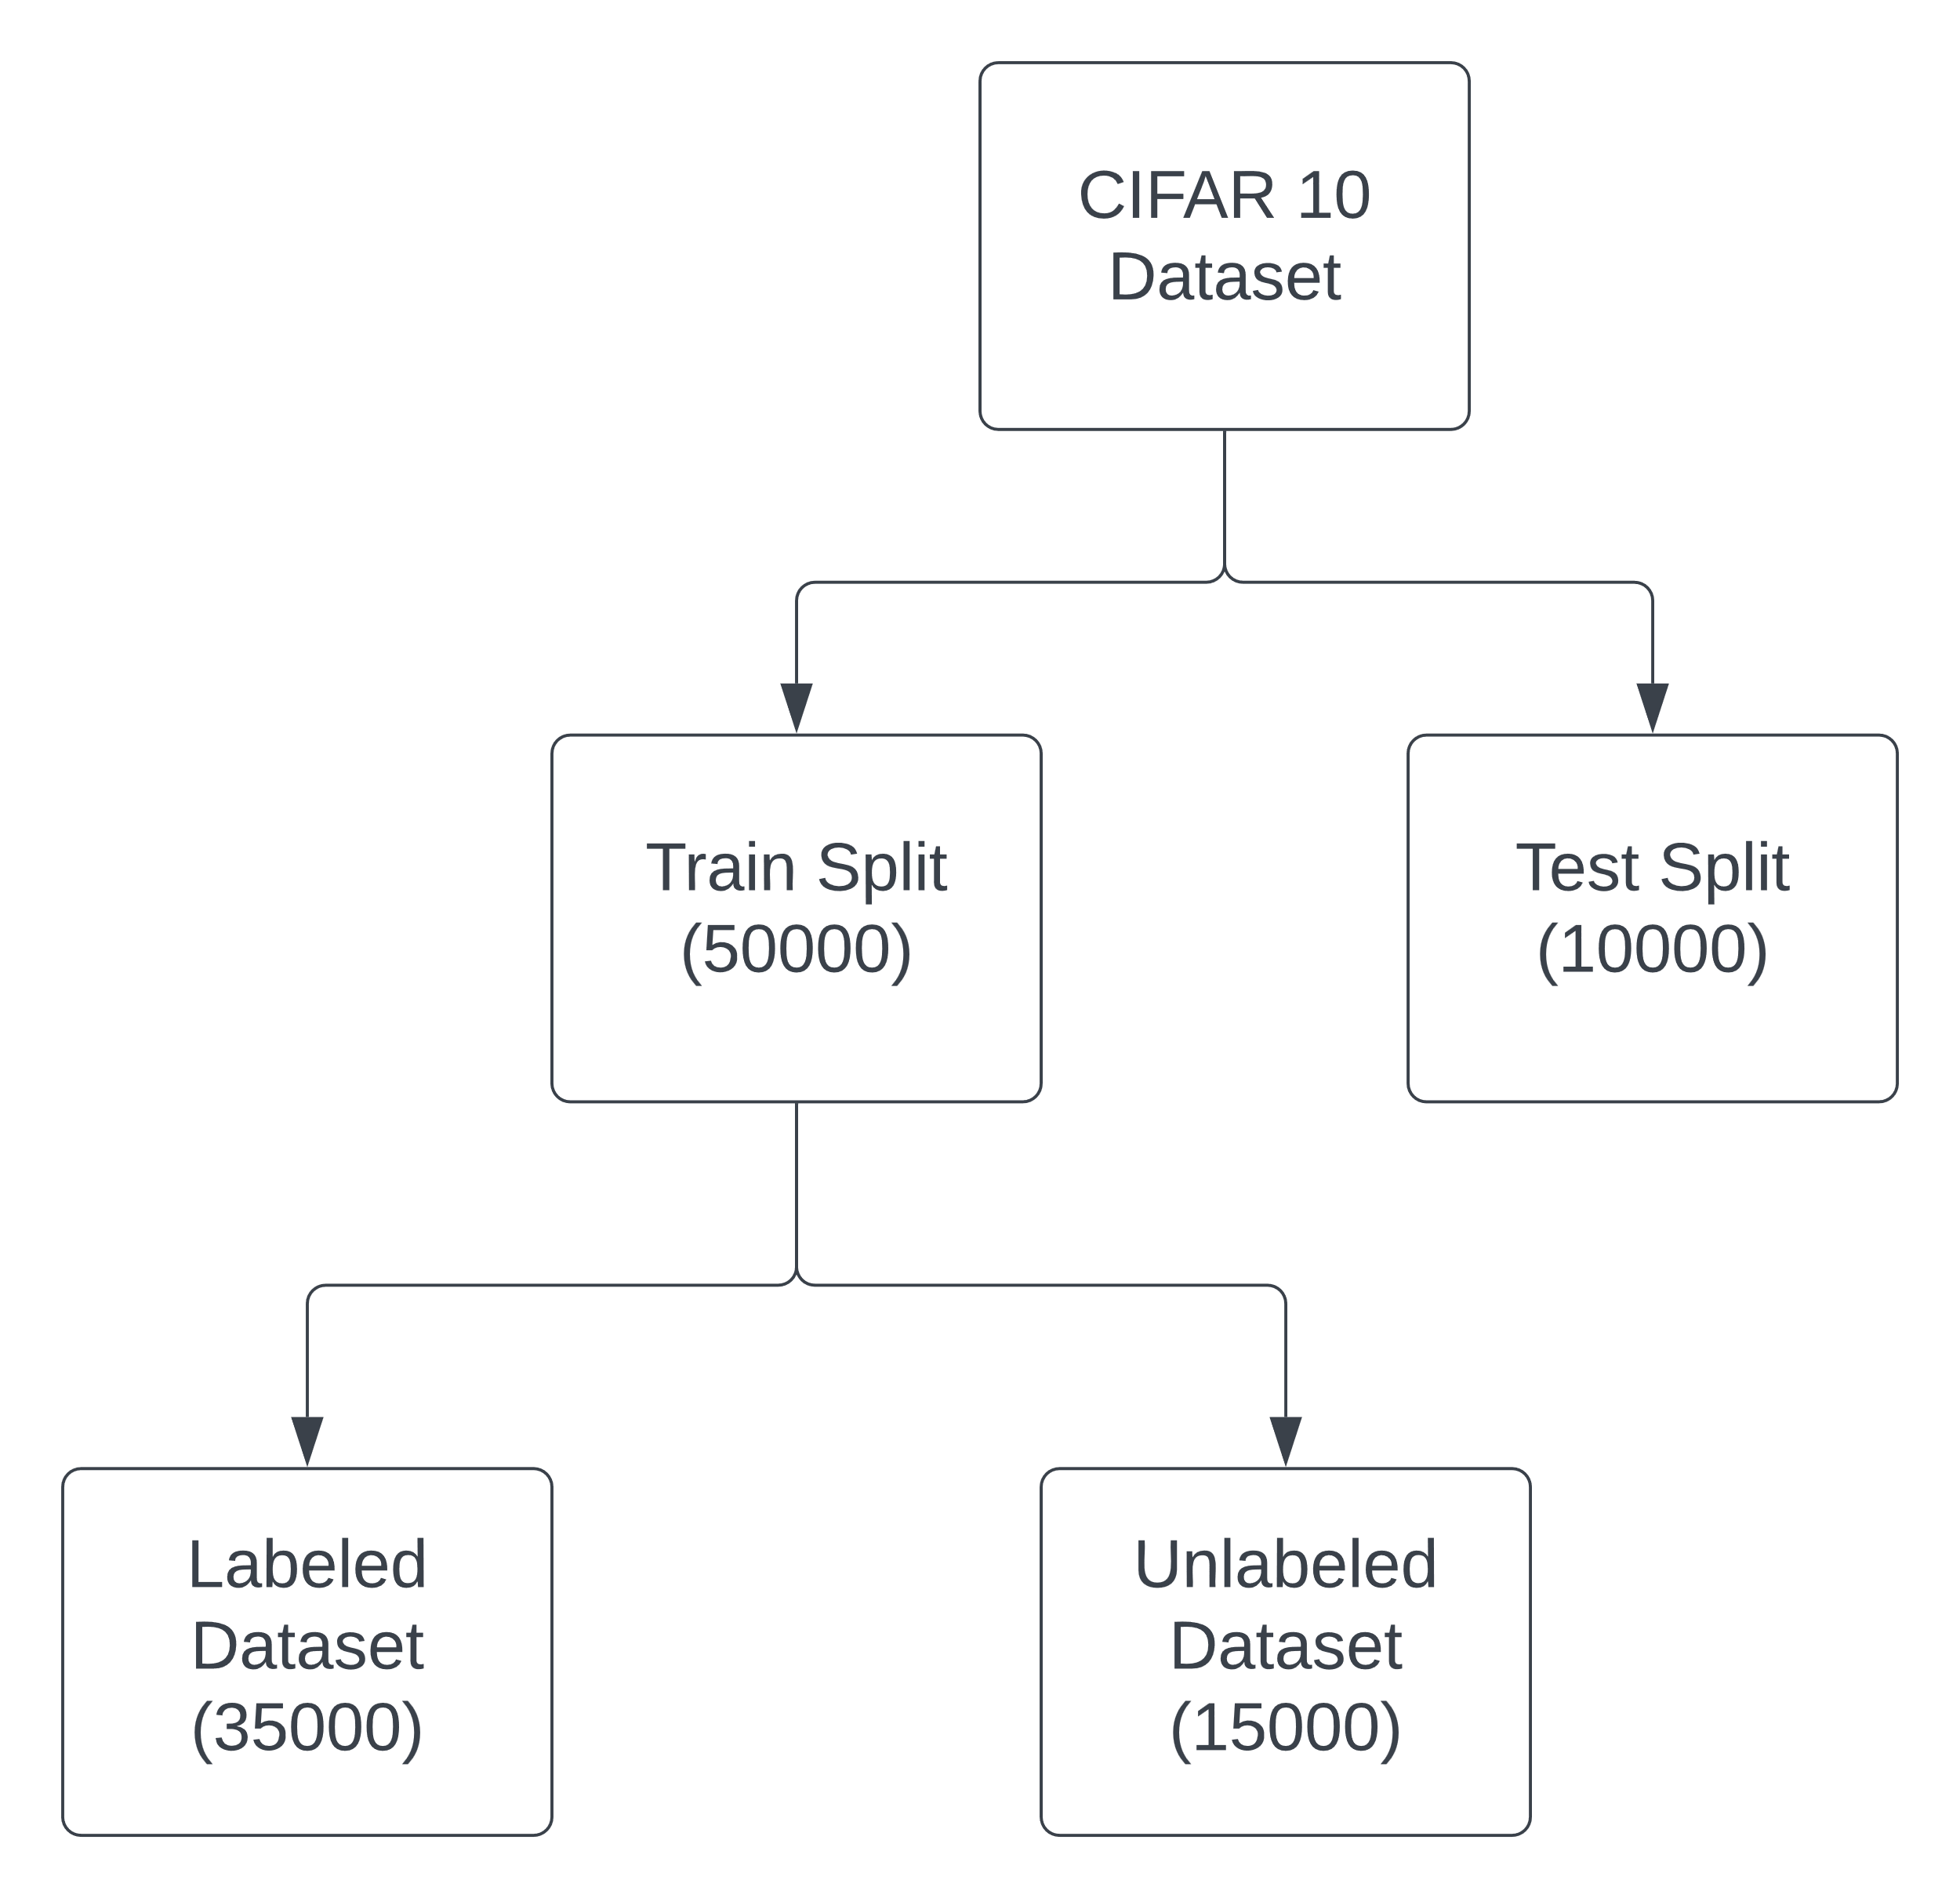 CIFAR 10
Dataset
Train Split
(50000)
Test Split
(10000)
Labeled
Dataset
(35000)
Unlabeled
Dataset
(15000)